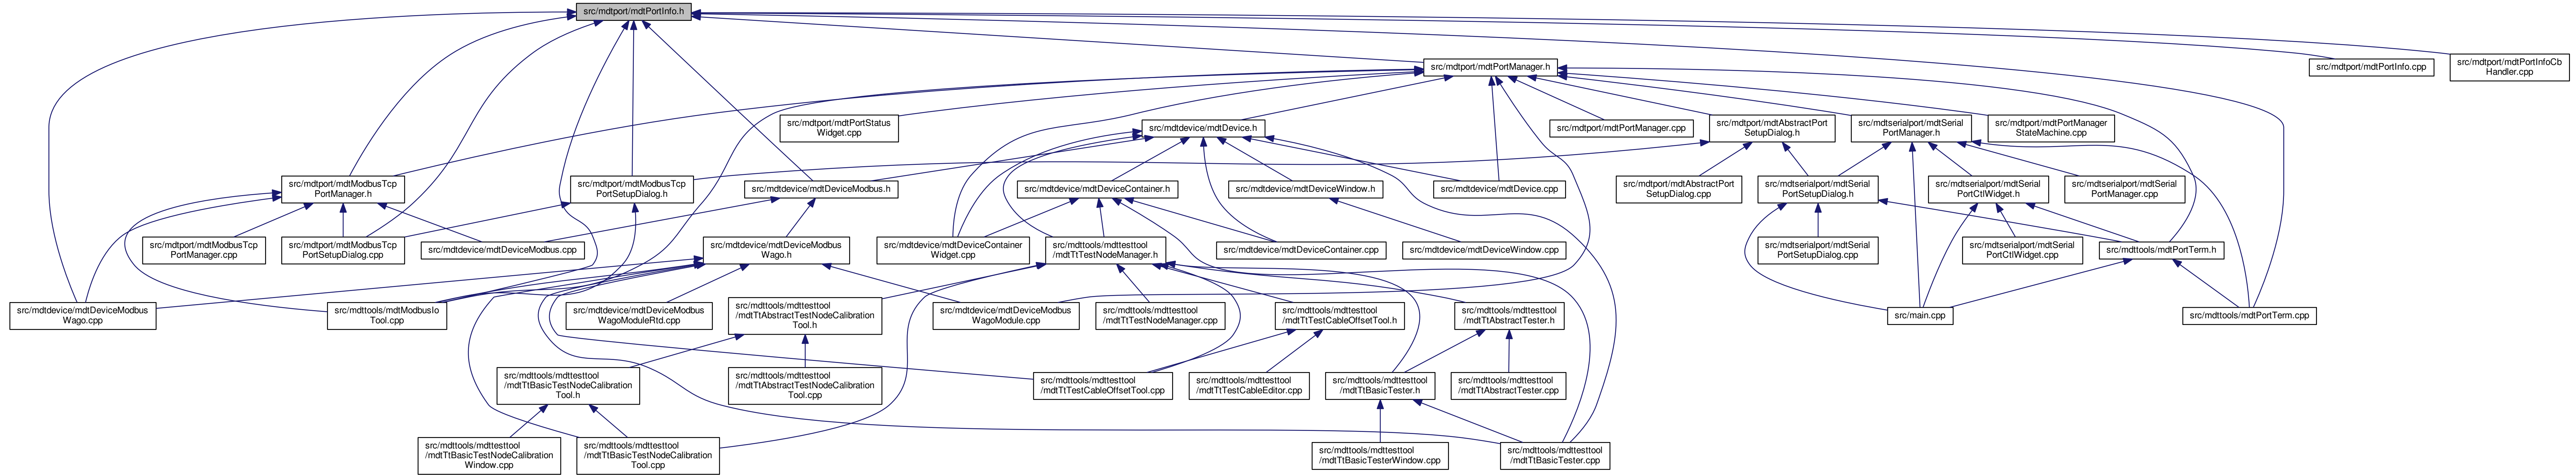 src/mdtport/mdtPortInfo.h
src/mdtport/mdtPortManager.h
src/mdtport/mdtPortInfo.cpp
src/mdtport/mdtPortInfoCb
Handler.cpp
src/mdtport/mdtPortStatus
Widget.cpp
src/mdtdevice/mdtDevice.h
src/mdtport/mdtPortManager.cpp
src/mdtport/mdtAbstractPort
SetupDialog.h
src/mdtserialport/mdtSerial
PortManager.h
src/mdtport/mdtPortManager
StateMachine.cpp
src/mdtport/mdtModbusTcp
PortManager.h
src/mdtport/mdtModbusTcp
PortSetupDialog.h
src/mdtdevice/mdtDeviceModbus.h
src/mdtdevice/mdtDeviceContainer.h
src/mdtdevice/mdtDeviceWindow.h
src/mdtdevice/mdtDevice.cpp
src/mdtport/mdtAbstractPort
SetupDialog.cpp
src/mdtserialport/mdtSerial
PortSetupDialog.h
src/mdtserialport/mdtSerial
PortCtlWidget.h
src/mdtserialport/mdtSerial
PortManager.cpp
src/mdtport/mdtModbusTcp
PortManager.cpp
src/mdtport/mdtModbusTcp
PortSetupDialog.cpp
src/mdtdevice/mdtDeviceModbus.cpp
src/mdtdevice/mdtDeviceModbus
Wago.h
src/mdtdevice/mdtDeviceContainer
Widget.cpp
src/mdttools/mdttesttool
/mdtTtTestNodeManager.h
src/mdtdevice/mdtDeviceContainer.cpp
src/mdtdevice/mdtDeviceWindow.cpp
src/mdtserialport/mdtSerial
PortSetupDialog.cpp
src/mdtserialport/mdtSerial
PortCtlWidget.cpp
src/mdttools/mdtPortTerm.h
src/mdtdevice/mdtDeviceModbus
Wago.cpp
src/mdttools/mdtModbusIo
Tool.cpp
src/mdtdevice/mdtDeviceModbus
WagoModuleRtd.cpp
src/mdttools/mdttesttool
/mdtTtAbstractTestNodeCalibration
Tool.h
src/mdtdevice/mdtDeviceModbus
WagoModule.cpp
src/mdttools/mdttesttool
/mdtTtTestNodeManager.cpp
src/mdttools/mdttesttool
/mdtTtTestCableOffsetTool.h
src/mdttools/mdttesttool
/mdtTtAbstractTester.h
src/main.cpp
src/mdttools/mdtPortTerm.cpp
src/mdttools/mdttesttool
/mdtTtBasicTestNodeCalibration
Tool.h
src/mdttools/mdttesttool
/mdtTtAbstractTestNodeCalibration
Tool.cpp
src/mdttools/mdttesttool
/mdtTtTestCableOffsetTool.cpp
src/mdttools/mdttesttool
/mdtTtTestCableEditor.cpp
src/mdttools/mdttesttool
/mdtTtBasicTester.h
src/mdttools/mdttesttool
/mdtTtAbstractTester.cpp
src/mdttools/mdttesttool
/mdtTtBasicTestNodeCalibration
Window.cpp
src/mdttools/mdttesttool
/mdtTtBasicTestNodeCalibration
Tool.cpp
src/mdttools/mdttesttool
/mdtTtBasicTesterWindow.cpp
src/mdttools/mdttesttool
/mdtTtBasicTester.cpp